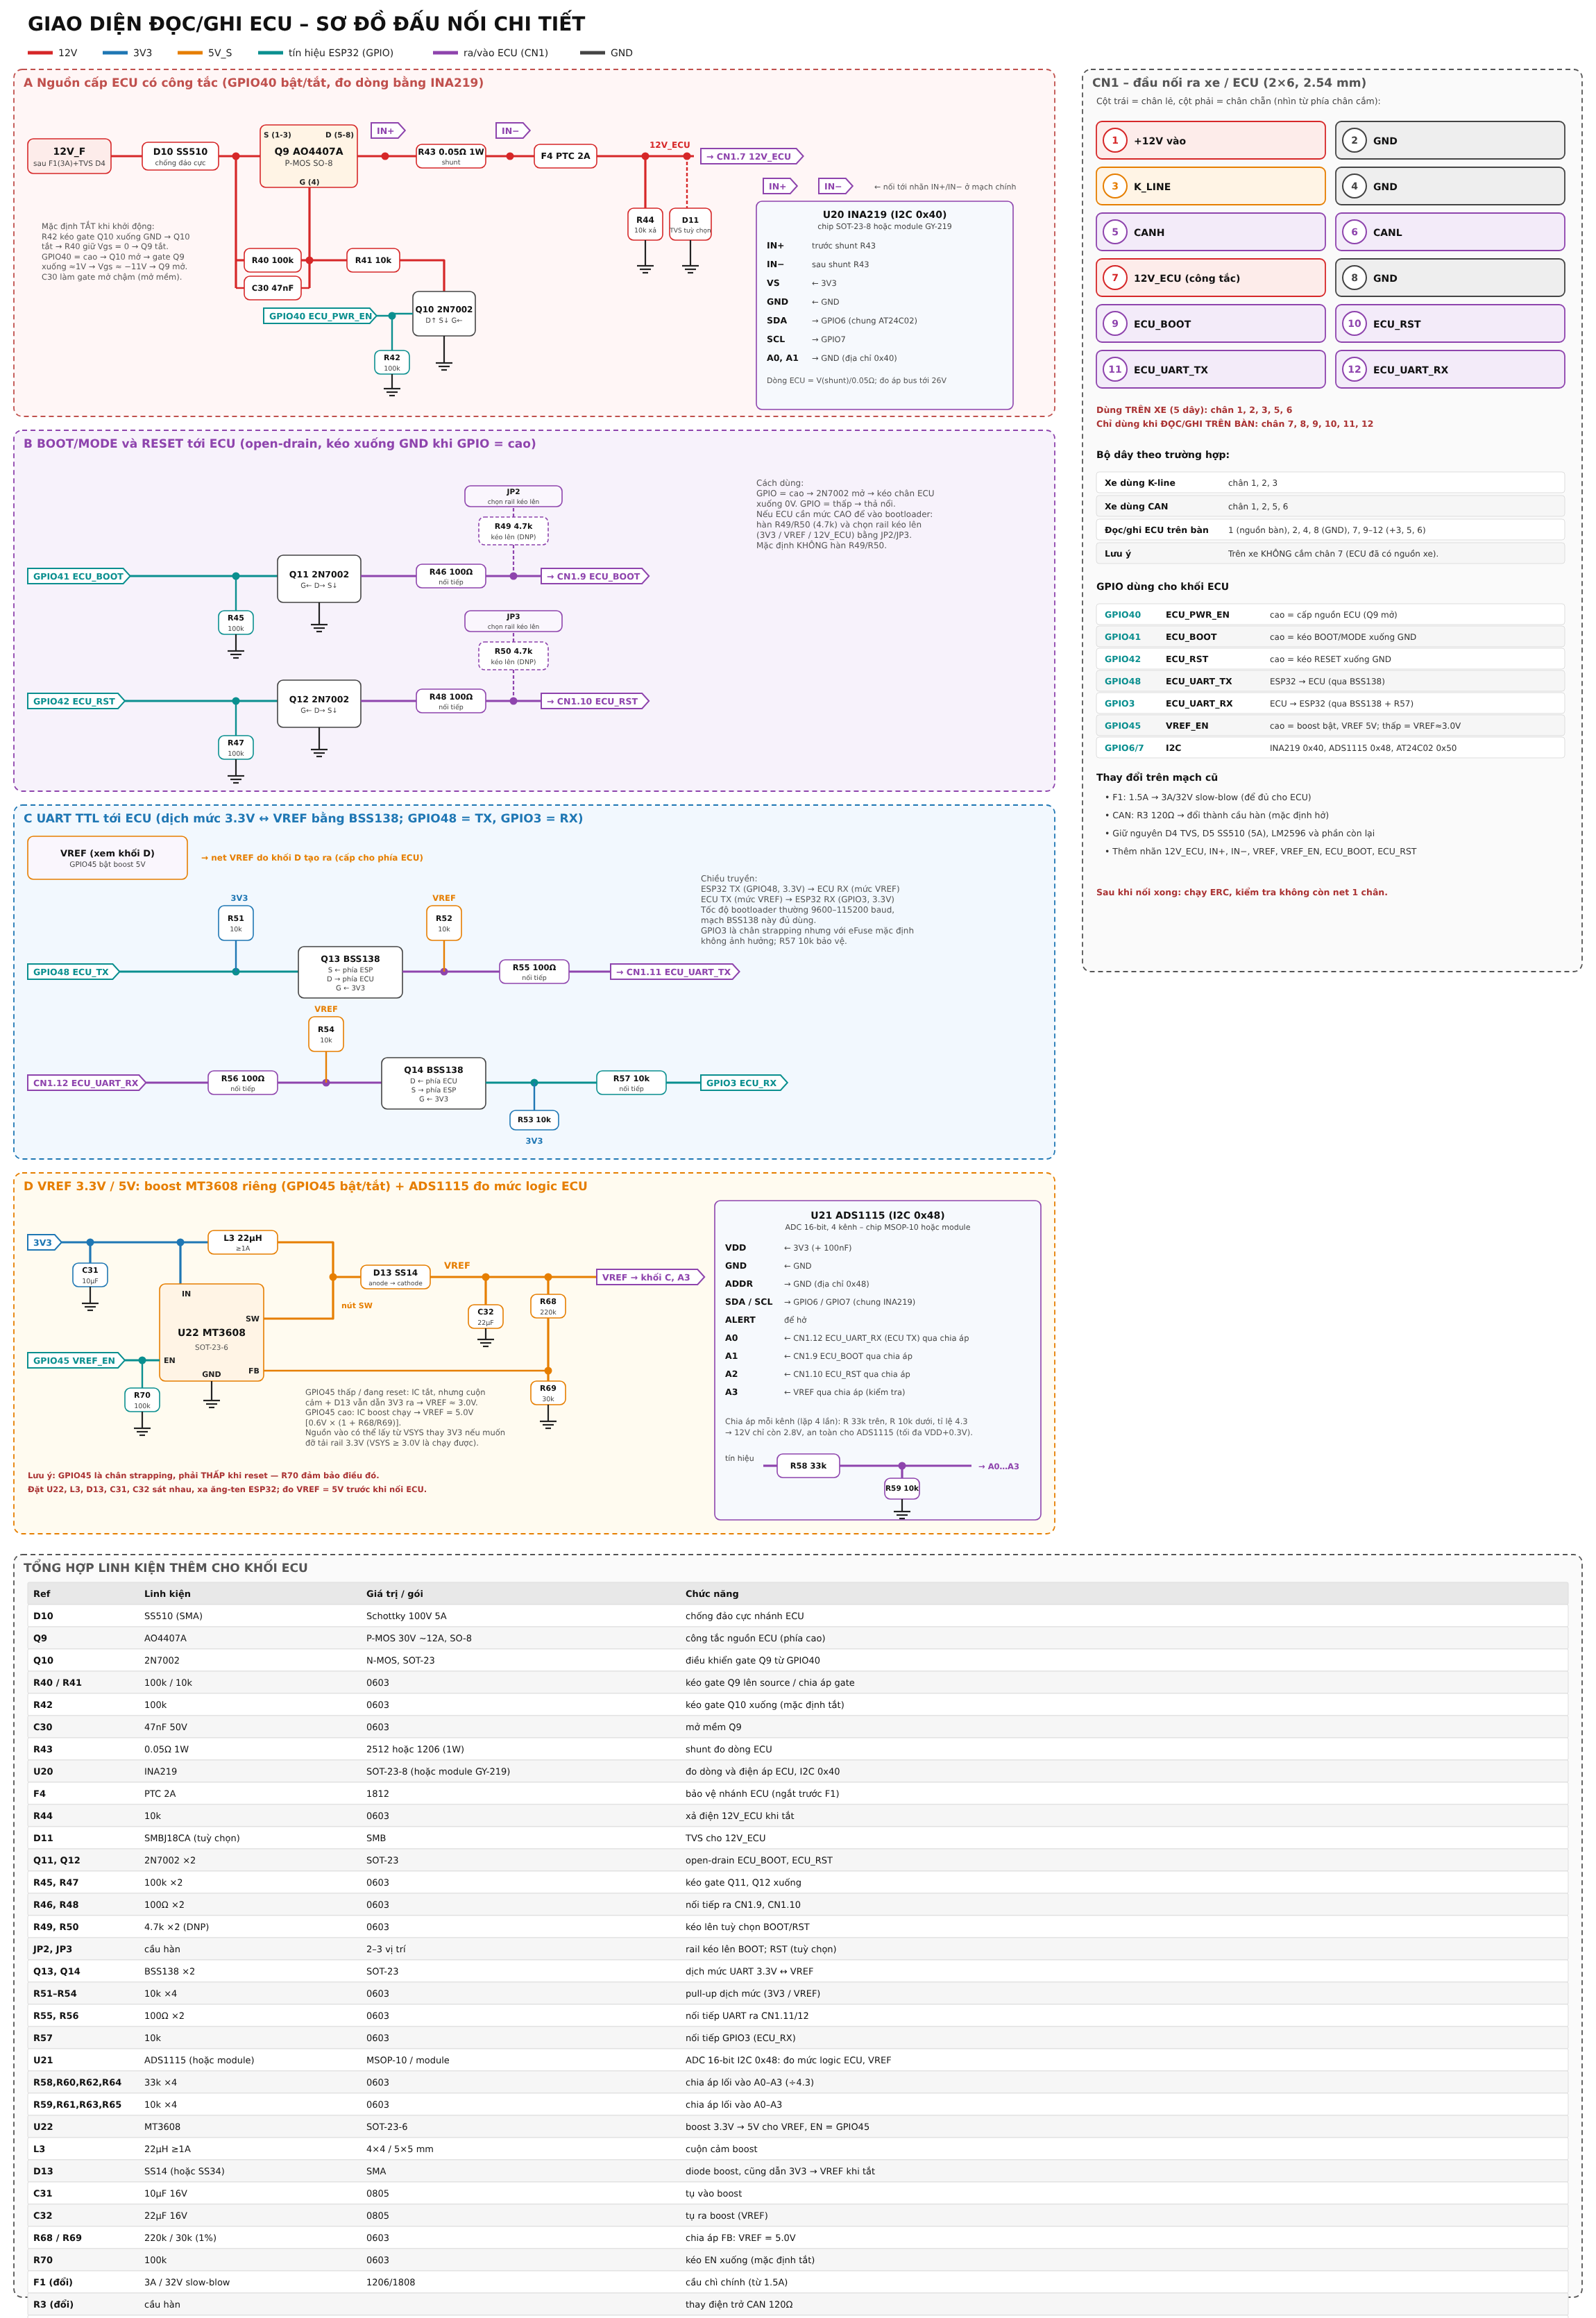 GIAO DIỆN ĐỌC/GHI ECU – SƠ ĐỒ ĐẤU NỐI CHI TIẾT
12V
3V3
5V_S
tín hiệu ESP32 (GPIO)
ra/vào ECU (CN1)
GND
A Nguồn cấp ECU có công tắc (GPIO40 bật/tắt, đo dòng bằng INA219)
12V_F
sau F1(3A)+TVS D4
D10 SS510
chống đảo cực
S (1-3)
D (5-8)
Q9 AO4407A
P-MOS SO-8
G (4)
IN+
R43 0.05Ω 1W
shunt
IN−
F4 PTC 2A
12V_ECU
→ CN1.7 12V_ECU
R44
10k xả
D11
TVS tuỳ chọn
IN+
IN−
← nối tới nhãn IN+/IN− ở mạch chính
Mặc định TẮT khi khởi động:
R42 kéo gate Q10 xuống GND → Q10
tắt → R40 giữ Vgs = 0 → Q9 tắt.
GPIO40 = cao → Q10 mở → gate Q9
xuống ≈1V → Vgs ≈ −11V → Q9 mở.
C30 làm gate mở chậm (mở mềm).
R40 100k
C30 47nF
R41 10k
GPIO40 ECU_PWR_EN
Q10 2N7002
D↑ S↓ G←
R42
100k
U20 INA219 (I2C 0x40)
chip SOT-23-8 hoặc module GY-219
IN+ trước shunt R43
IN− sau shunt R43
VS ← 3V3
GND ← GND
SDA → GPIO6 (chung AT24C02)
SCL → GPIO7
A0, A1 → GND (địa chỉ 0x40)
Dòng ECU = V(shunt)/0.05Ω; đo áp bus tới 26V
B BOOT/MODE và RESET tới ECU (open-drain, kéo xuống GND khi GPIO = cao)
JP2
chọn rail kéo lên
R49 4.7k
kéo lên (DNP)
GPIO41 ECU_BOOT
Q11 2N7002
G← D→ S↓
R46 100Ω
nối tiếp
→ CN1.9 ECU_BOOT
R45
100k
JP3
chọn rail kéo lên
R50 4.7k
kéo lên (DNP)
GPIO42 ECU_RST
Q12 2N7002
G← D→ S↓
R48 100Ω
nối tiếp
→ CN1.10 ECU_RST
R47
100k
Cách dùng:
GPIO = cao → 2N7002 mở → kéo chân ECU
xuống 0V. GPIO = thấp → thả nổi.
Nếu ECU cần mức CAO để vào bootloader:
hàn R49/R50 (4.7k) và chọn rail kéo lên
(3V3 / VREF / 12V_ECU) bằng JP2/JP3.
Mặc định KHÔNG hàn R49/R50.
C UART TTL tới ECU (dịch mức 3.3V ↔ VREF bằng BSS138; GPIO48 = TX, GPIO3 = RX)
VREF (xem khối D)
GPIO45 bật boost 5V
→ net VREF do khối D tạo ra (cấp cho phía ECU)
3V3
R51
10k
VREF
R52
10k
GPIO48 ECU_TX
Q13 BSS138
S ← phía ESP
D → phía ECU
G ← 3V3
R55 100Ω
nối tiếp
→ CN1.11 ECU_UART_TX
VREF
R54
10k
CN1.12 ECU_UART_RX
R56 100Ω
nối tiếp
Q14 BSS138
D ← phía ECU
S → phía ESP
G ← 3V3
R57 10k
nối tiếp
GPIO3 ECU_RX
R53 10k
3V3
Chiều truyền:
ESP32 TX (GPIO48, 3.3V) → ECU RX (mức VREF)
ECU TX (mức VREF) → ESP32 RX (GPIO3, 3.3V)
Tốc độ bootloader thường 9600–115200 baud,
mạch BSS138 này đủ dùng.
GPIO3 là chân strapping nhưng với eFuse mặc định
không ảnh hưởng; R57 10k bảo vệ.
D VREF 3.3V / 5V: boost MT3608 riêng (GPIO45 bật/tắt) + ADS1115 đo mức logic ECU
3V3
C31
10µF
L3 22µH
≥1A
D13 SS14
anode → cathode
nút SW
VREF
C32
22µF
R68
220k
VREF → khối C, A3
IN
SW
U22 MT3608
SOT-23-6
EN
FB
GND
GPIO45 VREF_EN
R70
100k
R69
30k
GPIO45 thấp / đang reset: IC tắt, nhưng cuộn
cảm + D13 vẫn dẫn 3V3 ra → VREF ≈ 3.0V.
GPIO45 cao: IC boost chạy → VREF = 5.0V
[0.6V × (1 + R68/R69)].
Nguồn vào có thể lấy từ VSYS thay 3V3 nếu muốn
đỡ tải rail 3.3V (VSYS ≥ 3.0V là chạy được).
Lưu ý: GPIO45 là chân strapping, phải THẤP khi reset — R70 đảm bảo điều đó.
Đặt U22, L3, D13, C31, C32 sát nhau, xa ăng-ten ESP32; đo VREF = 5V trước khi nối ECU.
U21 ADS1115 (I2C 0x48)
ADC 16-bit, 4 kênh – chip MSOP-10 hoặc module
VDD ← 3V3 (+ 100nF)
GND ← GND
ADDR → GND (địa chỉ 0x48)
SDA / SCL → GPIO6 / GPIO7 (chung INA219)
ALERT để hở
A0 ← CN1.12 ECU_UART_RX (ECU TX) qua chia áp
A1 ← CN1.9 ECU_BOOT qua chia áp
A2 ← CN1.10 ECU_RST qua chia áp
A3 ← VREF qua chia áp (kiểm tra)
Chia áp mỗi kênh (lặp 4 lần): R 33k trên, R 10k dưới, tỉ lệ 4.3
→ 12V chỉ còn 2.8V, an toàn cho ADS1115 (tối đa VDD+0.3V).
tín hiệu
R58 33k
→ A0…A3
R59 10k
CN1 – đầu nối ra xe / ECU (2×6, 2.54 mm)
Cột trái = chân lẻ, cột phải = chân chẵn (nhìn từ phía chân cắm):
1 +12V vào
2 GND
3 K_LINE
4 GND
5 CANH
6 CANL
7 12V_ECU (công tắc)
8 GND
9 ECU_BOOT
10 ECU_RST
11 ECU_UART_TX
12 ECU_UART_RX
Dùng TRÊN XE (5 dây): chân 1, 2, 3, 5, 6
Chỉ dùng khi ĐỌC/GHI TRÊN BÀN: chân 7, 8, 9, 10, 11, 12
Bộ dây theo trường hợp:
Xe dùng K-line chân 1, 2, 3
Xe dùng CAN chân 1, 2, 5, 6
Đọc/ghi ECU trên bàn 1 (nguồn bàn), 2, 4, 8 (GND), 7, 9–12 (+3, 5, 6)
Lưu ý Trên xe KHÔNG cắm chân 7 (ECU đã có nguồn xe).
GPIO dùng cho khối ECU
GPIO40 ECU_PWR_EN cao = cấp nguồn ECU (Q9 mở)
GPIO41 ECU_BOOT cao = kéo BOOT/MODE xuống GND
GPIO42 ECU_RST cao = kéo RESET xuống GND
GPIO48 ECU_UART_TX ESP32 → ECU (qua BSS138)
GPIO3 ECU_UART_RX ECU → ESP32 (qua BSS138 + R57)
GPIO45 VREF_EN cao = boost bật, VREF 5V; thấp = VREF≈3.0V
GPIO6/7 I2C INA219 0x40, ADS1115 0x48, AT24C02 0x50
Thay đổi trên mạch cũ
• F1: 1.5A → 3A/32V slow-blow (để đủ cho ECU)
• CAN: R3 120Ω → đổi thành cầu hàn (mặc định hở)
• Giữ nguyên D4 TVS, D5 SS510 (5A), LM2596 và phần còn lại
• Thêm nhãn 12V_ECU, IN+, IN−, VREF, VREF_EN, ECU_BOOT, ECU_RST
Sau khi nối xong: chạy ERC, kiểm tra không còn net 1 chân.
TỔNG HỢP LINH KIỆN THÊM CHO KHỐI ECU
Ref Linh kiện Giá trị / gói Chức năng
D10 SS510 (SMA) Schottky 100V 5A chống đảo cực nhánh ECU
Q9 AO4407A P-MOS 30V ~12A, SO-8 công tắc nguồn ECU (phía cao)
Q10 2N7002 N-MOS, SOT-23 điều khiển gate Q9 từ GPIO40
R40 / R41 100k / 10k 0603 kéo gate Q9 lên source / chia áp gate
R42 100k 0603 kéo gate Q10 xuống (mặc định tắt)
C30 47nF 50V 0603 mở mềm Q9
R43 0.05Ω 1W 2512 hoặc 1206 (1W) shunt đo dòng ECU
U20 INA219 SOT-23-8 (hoặc module GY-219) đo dòng và điện áp ECU, I2C 0x40
F4 PTC 2A 1812 bảo vệ nhánh ECU (ngắt trước F1)
R44 10k 0603 xả điện 12V_ECU khi tắt
D11 SMBJ18CA (tuỳ chọn) SMB TVS cho 12V_ECU
Q11, Q12 2N7002 ×2 SOT-23 open-drain ECU_BOOT, ECU_RST
R45, R47 100k ×2 0603 kéo gate Q11, Q12 xuống
R46, R48 100Ω ×2 0603 nối tiếp ra CN1.9, CN1.10
R49, R50 4.7k ×2 (DNP) 0603 kéo lên tuỳ chọn BOOT/RST
JP2, JP3 cầu hàn 2–3 vị trí rail kéo lên BOOT; RST (tuỳ chọn)
Q13, Q14 BSS138 ×2 SOT-23 dịch mức UART 3.3V ↔ VREF
R51–R54 10k ×4 0603 pull-up dịch mức (3V3 / VREF)
R55, R56 100Ω ×2 0603 nối tiếp UART ra CN1.11/12
R57 10k 0603 nối tiếp GPIO3 (ECU_RX)
U21 ADS1115 (hoặc module) MSOP-10 / module ADC 16-bit I2C 0x48: đo mức logic ECU, VREF
R58,R60,R62,R64 33k ×4 0603 chia áp lối vào A0–A3 (÷4.3)
R59,R61,R63,R65 10k ×4 0603 chia áp lối vào A0–A3
U22 MT3608 SOT-23-6 boost 3.3V → 5V cho VREF, EN = GPIO45
L3 22µH ≥1A 4×4 / 5×5 mm cuộn cảm boost
D13 SS14 (hoặc SS34) SMA diode boost, cũng dẫn 3V3 → VREF khi tắt
C31 10µF 16V 0805 tụ vào boost
C32 22µF 16V 0805 tụ ra boost (VREF)
R68 / R69 220k / 30k (1%) 0603 chia áp FB: VREF = 5.0V
R70 100k 0603 kéo EN xuống (mặc định tắt)
F1 (đổi) 3A / 32V slow-blow 1206/1808 cầu chì chính (từ 1.5A)
R3 (đổi) cầu hàn thay điện trở CAN 120Ω